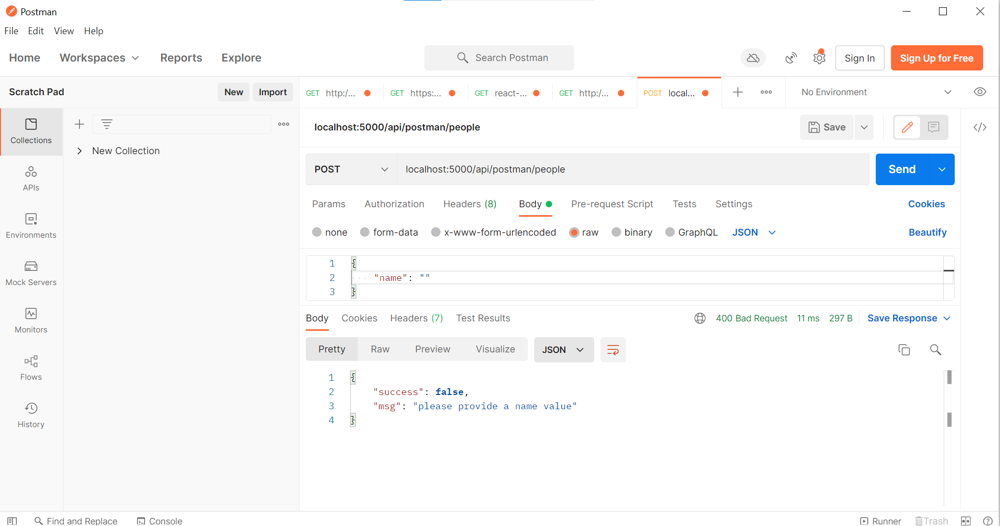 Postman
File Edit View Help
Home Workspaces Reports Explore Search Postman Sign In Sign Up for Free
Scratch Pad New Import GET http:/... GET https:... GET react-... GET http:/... POST local... No Environment
Collections
APIs
Environments
Mock Servers
Monitors
Flows
History
New Collection
localhost:5000/api/postman/people Save
POST localhost:5000/api/postman/people Send
Params Authorization Headers (8) Body Pre-request Script Tests Settings Cookies
none form-data x-www-form-urlencoded raw binary GraphQL JSON Beautify
1 {
2 "name": ""
3 }
Body Cookies Headers (7) Test Results 400 Bad Request 11 ms 297 B Save Response
Pretty Raw Preview Visualize JSON
1 {
2 "success": false,
3 "msg": "please provide a name value"
4 }
Find and Replace Console Runner Trash